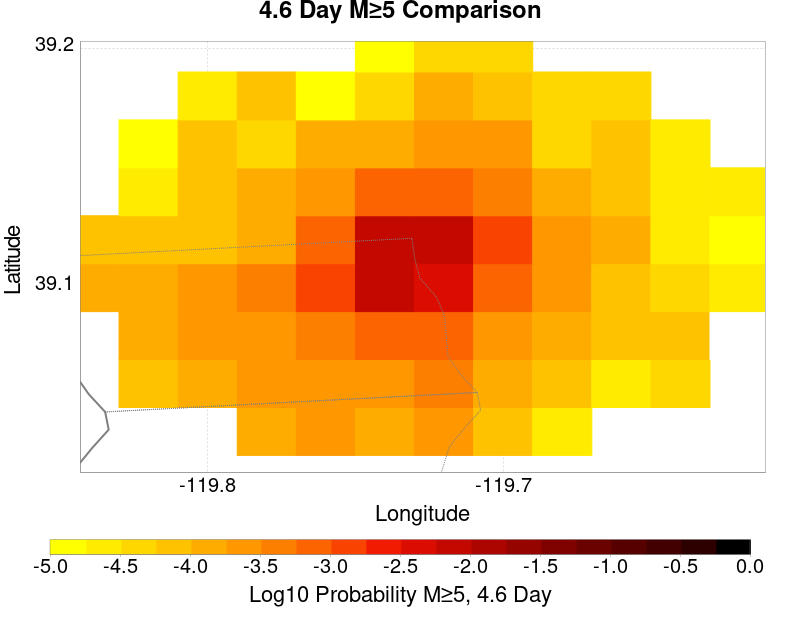 4.6 Day M≥5 Comparison
39.2
39.1
Latitude
-119.8 -119.7
Longitude
-5.0 -4.5 -4.0 -3.5 -3.0 -2.5 -2.0 -1.5 -1.0 -0.5 0.0
Log10 Probability M≥5, 4.6 Day